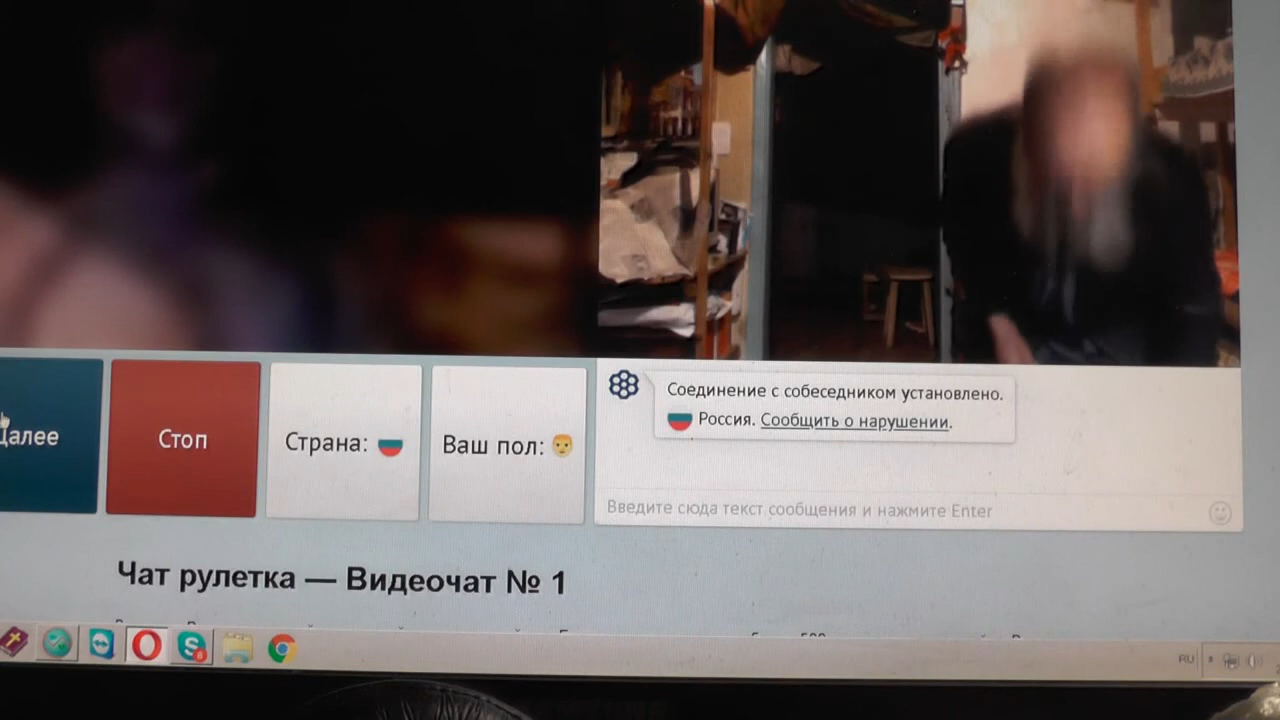 Далее
Стоп
Страна:
Ваш пол:
Соединение с собеседником установлено.
Россия. Сообщить о нарушении.
Введите сюда текст сообщения и нажмите Enter
Чат рулетка — Видеочат № 1
RU